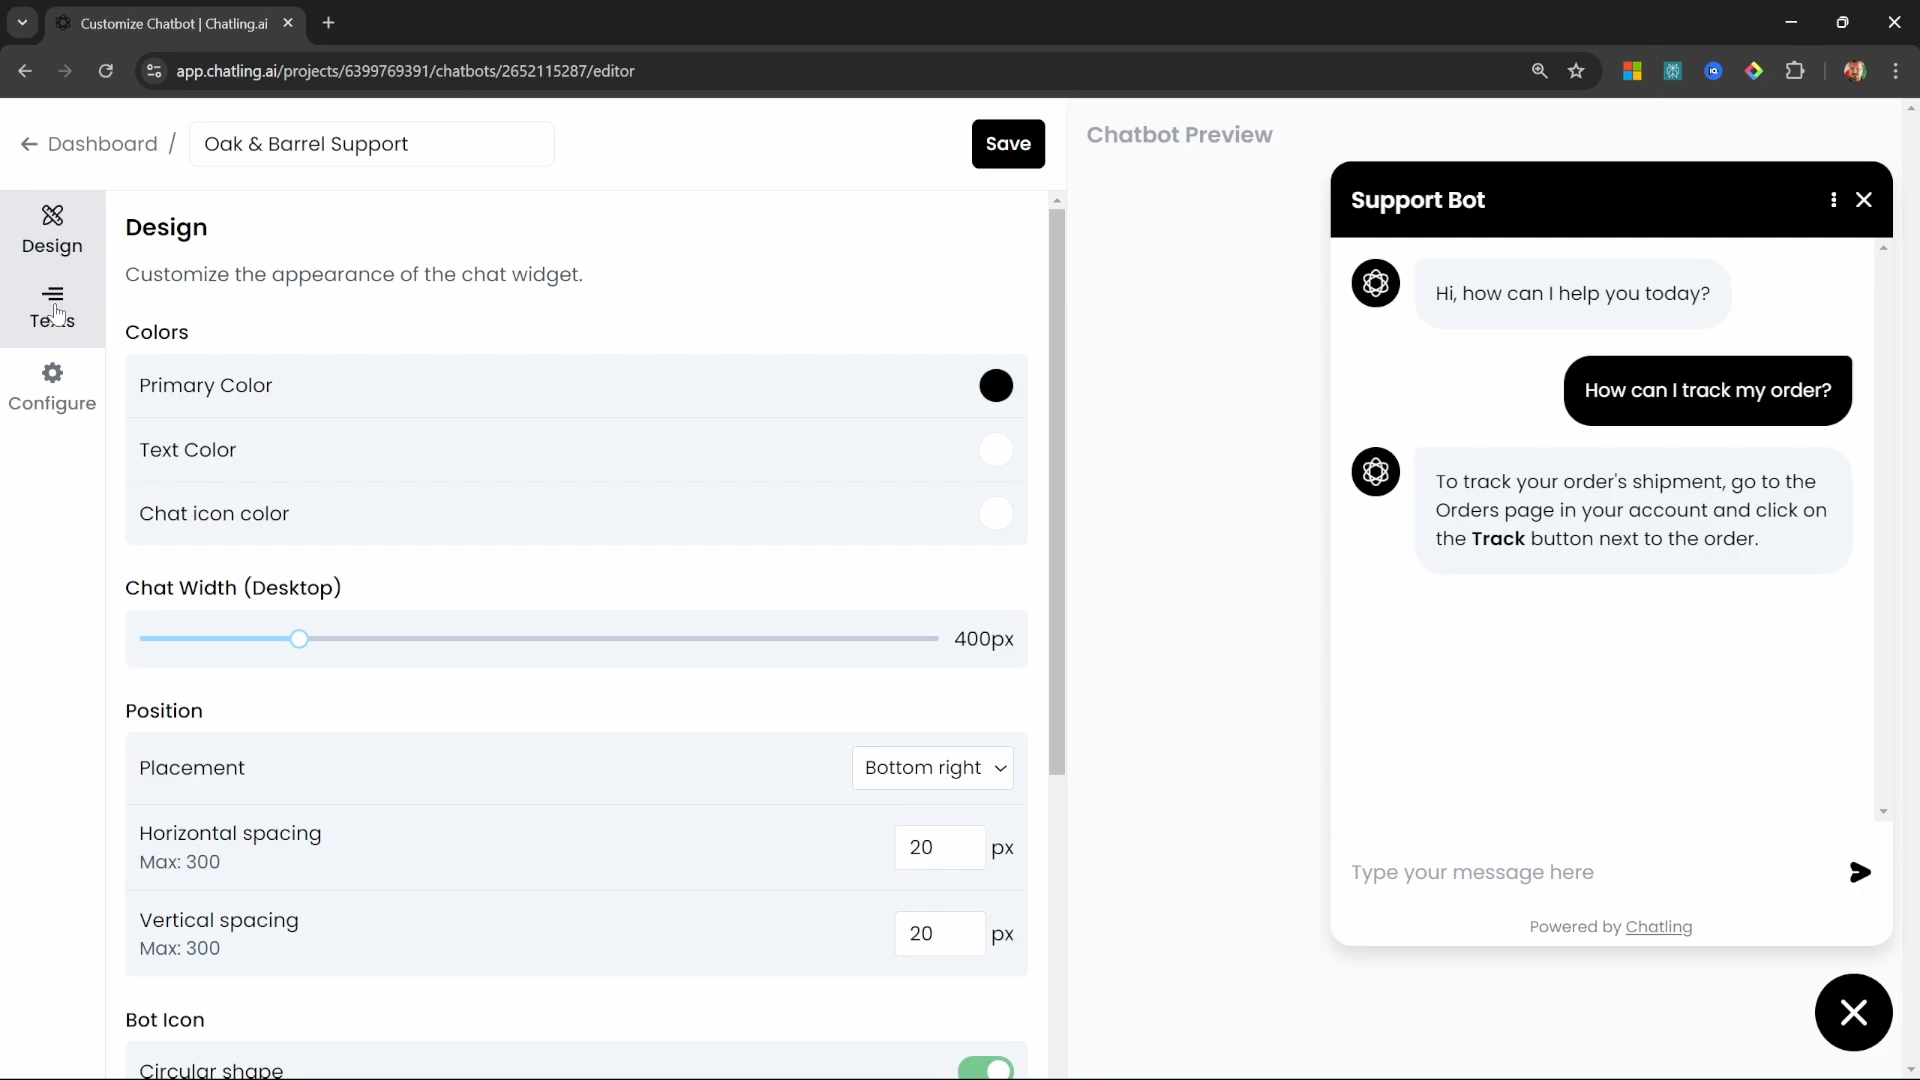 Customize Chatbot | Chatling.ai
app.chatling.ai/projects/6399769391/chatbots/2652115287/editor
Dashboard /
Oak & Barrel Support
Save
Chatbot Preview
Design
Texts
Configure
Design
Customize the appearance of the chat widget.
Colors
Primary Color
Text Color
Chat icon color
Chat Width (Desktop)
400px
Position
Placement
Bottom right
Horizontal spacing
Max: 300
20 px
Vertical spacing
Max: 300
20 px
Bot Icon
Circular shape
Support Bot
Hi, how can I help you today?
How can I track my order?
To track your order's shipment, go to the
Orders page in your account and click on
the Track button next to the order.
Type your message here
Powered by Chatling